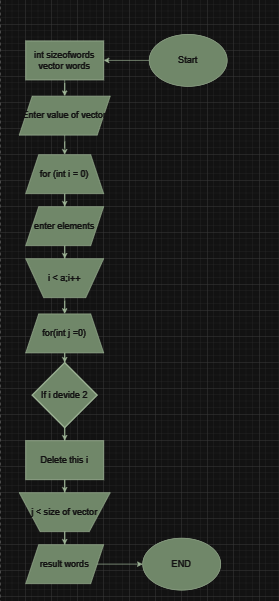 int sizeofwords
vector words
Start
Enter value of vector
for (int i = 0)
enter elements
i < a;i++
for(int j =0)
If i devide 2
Delete this i
j < size of vector
result words
END